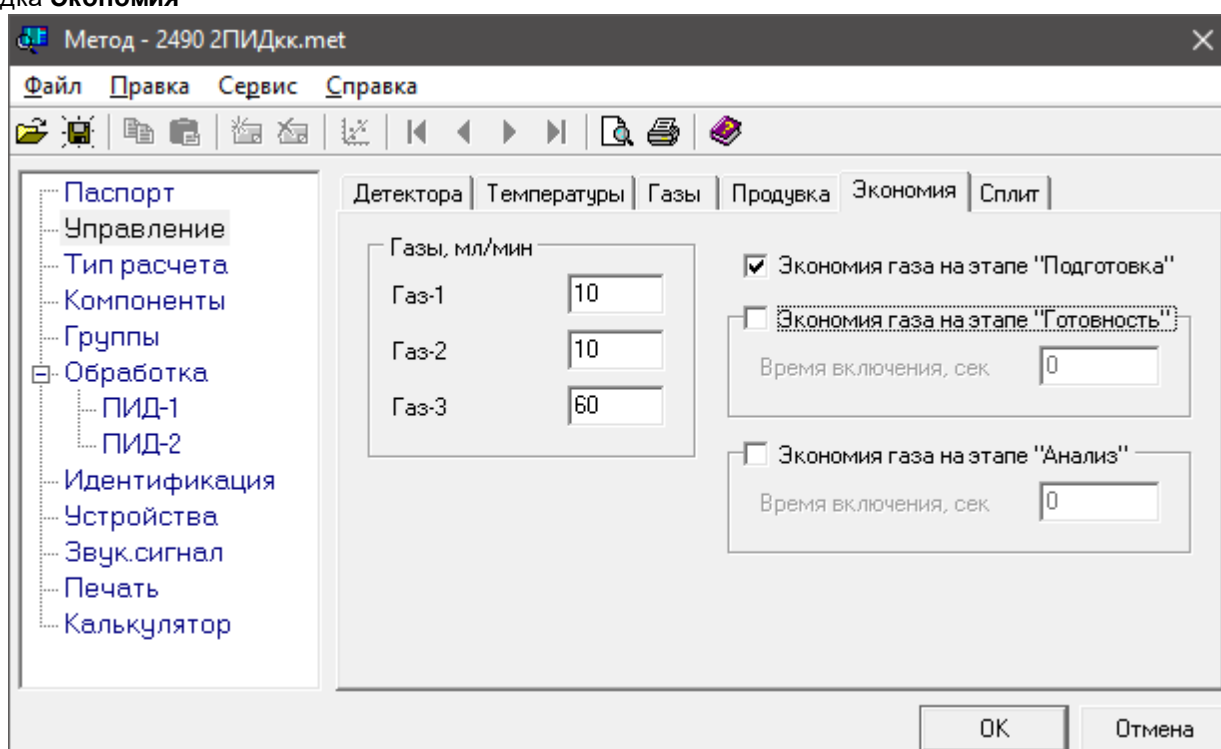 дка Экономия
Метод - 2490 2ПИДкк.met
Файл Правка Сервис Справка
Паспорт
Управление
Тип расчета
Компоненты
Группы
Обработка
ПИД-1
ПИД-2
Идентификация
Устройства
Звук.сигнал
Печать
Калькулятор
Детектора Температуры Газы Продувка Экономия Сплит
Газы, мл/мин
Газ-1 10
Газ-2 10
Газ-3 60
Экономия газа на этапе "Подготовка"
Экономия газа на этапе "Готовность"
Время включения, сек 0
Экономия газа на этапе "Анализ"
Время включения, сек 0
OK Отмена